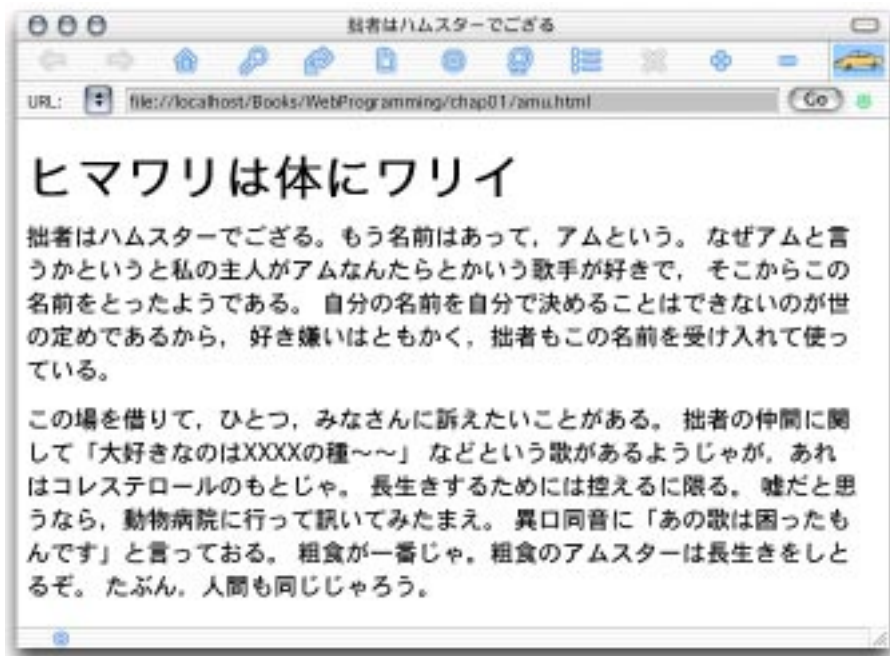 拙者はハムスターでござる
URL:
file://localhost/Books/WebProgramming/chap01/amu.html
Go
ヒマワリは体にワリイ
拙者はハムスターでござる。もう名前はあって，アムという。 なぜアムと言
うかというと私の主人がアムなんたらとかいう歌手が好きで， そこからこの
名前をとったようである。 自分の名前を自分で決めることはできないのが世
の定めであるから， 好き嫌いはともかく，拙者もこの名前を受け入れて使っ
ている。
この場を借りて，ひとつ，みなさんに訴えたいことがある。 拙者の仲間に関
して「大好きなのはXXXXの種～～」 などという歌があるようじゃが，あれ
はコレステロールのもとじゃ。 長生きするためには控えるに限る。 嘘だと思
うなら，動物病院に行って訊いてみたまえ。 異口同音に「あの歌は困ったも
んです」と言っておる。 粗食が一番じゃ。粗食のアムスターは長生きをしと
るぞ。 たぶん，人間も同じじゃろう。